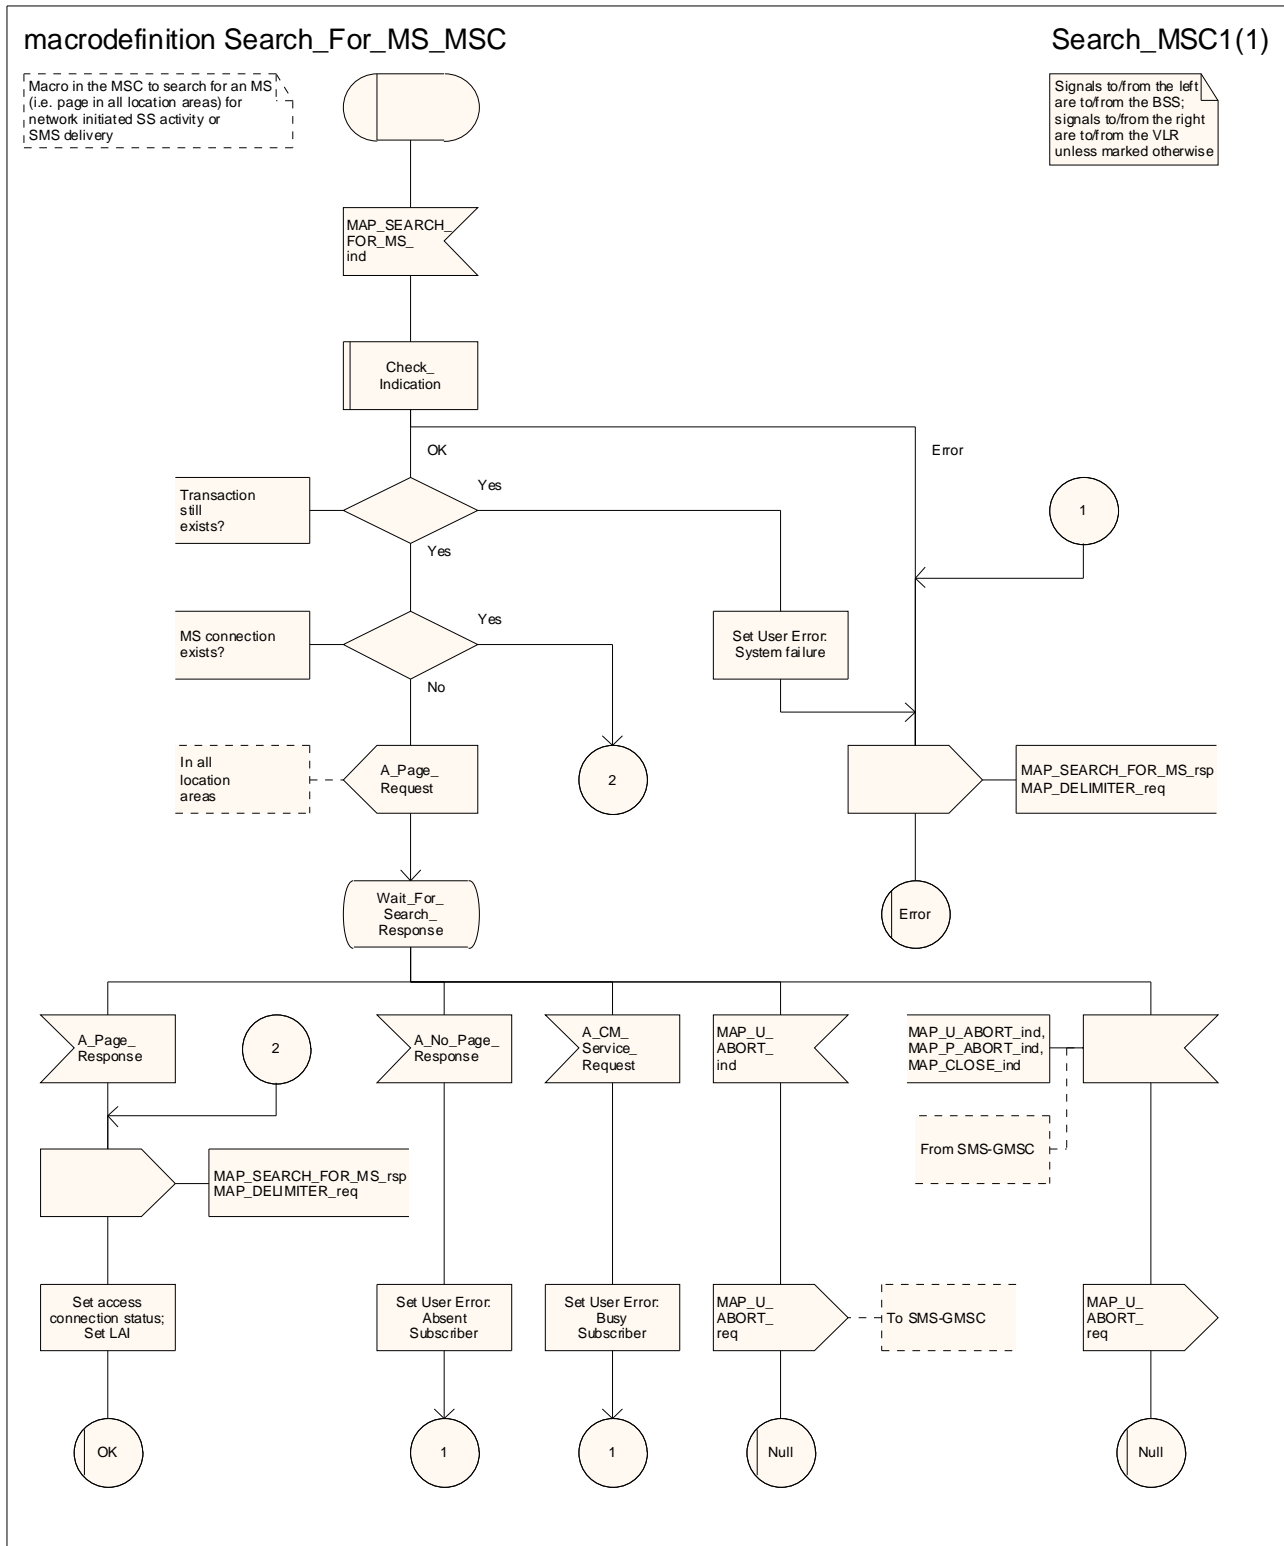 macrodefinition Search_For_MS_MSC
Search_MSC1(1)
Macro in the MSC to search for an MS
(i.e. page in all location areas) for
network initiated SS activity or
SMS delivery
Signals to/from the left
are to/from the BSS;
signals to/from the right
are to/from the VLR
unless marked otherwise
MAP_SEARCH_
FOR_MS_
ind
Check_
Indication
OK
Error
Transaction
still
exists?
Yes
Yes
1
MS connection
exists?
Yes
No
Set User Error:
System failure
In all
location
areas
A_Page_
Request
2
MAP_SEARCH_FOR_MS_rsp
MAP_DELIMITER_req
Wait_For_
Search_
Response
Error
A_Page_
Response
2
A_No_Page_
Response
A_CM_
Service_
Request
MAP_U_
ABORT_
ind
MAP_U_ABORT_ind,
MAP_P_ABORT_ind,
MAP_CLOSE_ind
From SMS-GMSC
MAP_SEARCH_FOR_MS_rsp
MAP_DELIMITER_req
Set access
connection status;
Set LAI
Set User Error:
Absent
Subscriber
Set User Error:
Busy
Subscriber
MAP_U_
ABORT_
req
To SMS-GMSC
MAP_U_
ABORT_
req
OK
1
1
Null
Null